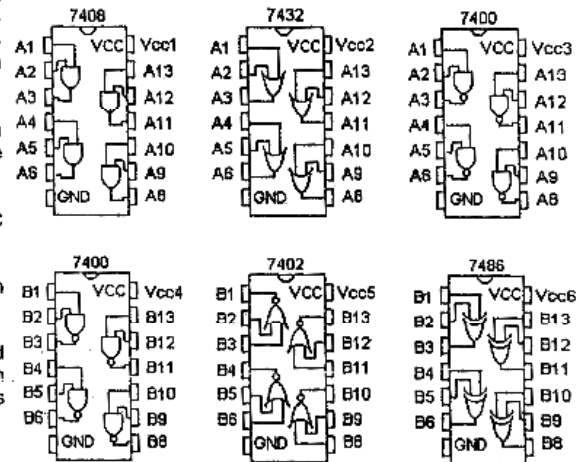 7408 7432 7400
A1 VCC Vcc1 A1 VCC Vcc2 A1 VCC Vcc3
A2 A13 A2 A13 A2 A13
A3 A12 A3 A12 A3 A12
A4 A11 A4 A11 A4 A11
A5 A10 A5 A10 A5 A10
A6 A9 A6 A9 A6 A9
GND A8 GND A8 GND A8
7400 7402 7486
B1 VCC Vcc4 B1 VCC Vcc5 B1 VCC Vcc6
B2 B13 B2 B13 B2 B13
B3 B12 B3 B12 B3 B12
B4 B11 B4 B11 B4 B11
B5 B10 B5 B10 B5 B10
B6 B9 B6 B9 B6 B9
GND B8 GND B8 GND B8